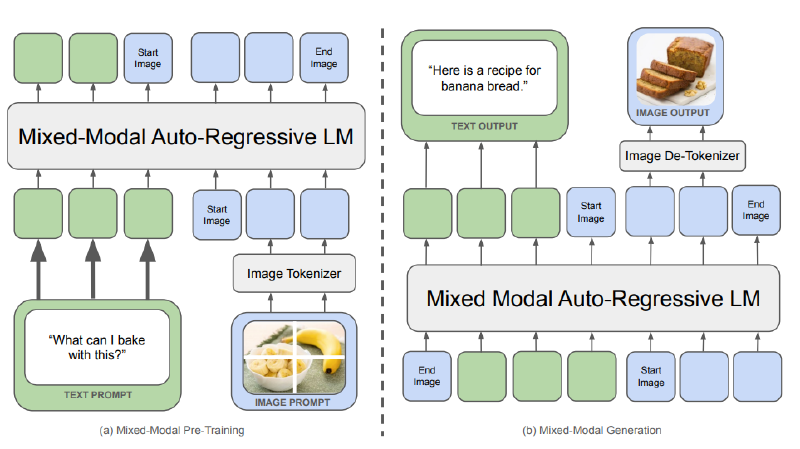 Start
Image
End
Image
Mixed-Modal Auto-Regressive LM
Start
Image
Image Tokenizer
“What can I bake
with this?”
TEXT PROMPT
IMAGE PROMPT
(a) Mixed-Modal Pre-Training
“Here is a recipe for
banana bread.”
TEXT OUTPUT
IMAGE OUTPUT
Image De-Tokenizer
Start
Image
End
Image
Mixed Modal Auto-Regressive LM
End
Image
Start
Image
(b) Mixed-Modal Generation